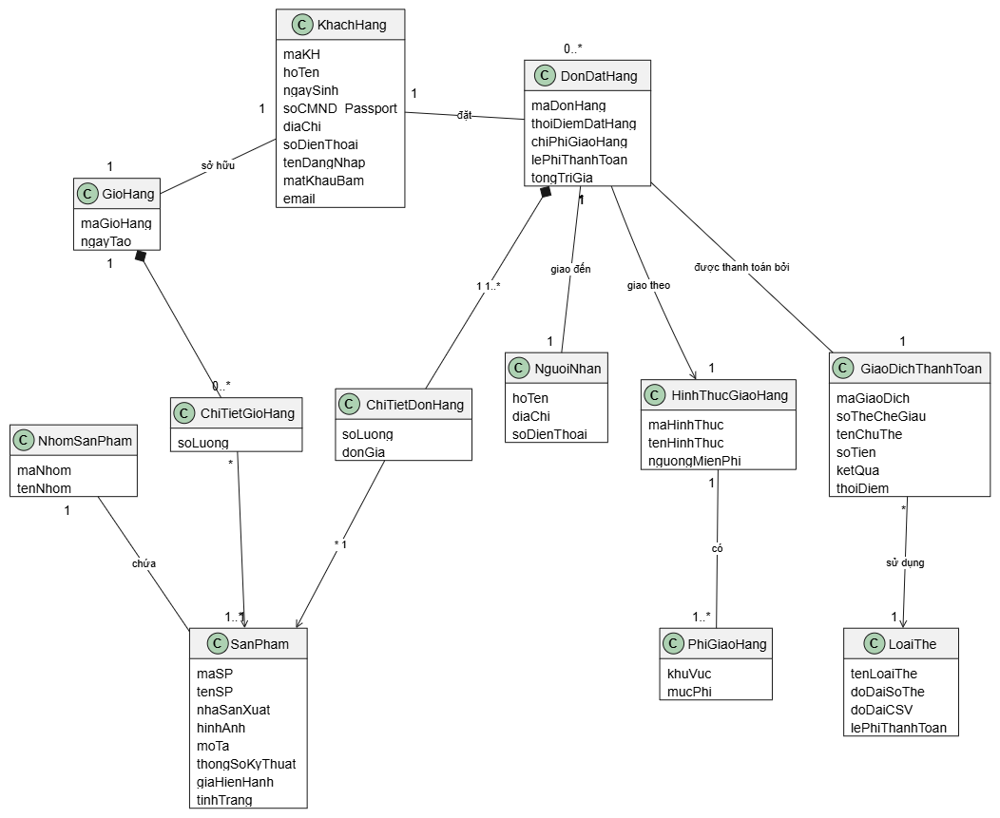 C KhachHang
maKH
hoTen
ngaySinh
soCMND_Passport
diaChi
soDienThoai
tenDangNhap
matKhauBam
email
0..*
C DonDatHang
maDonHang
thoiDiemDatHang
chiPhiGiaoHang
lePhiThanhToan
tongTriGia
1
đặt
1
sở hữu
1
C GioHang
maGioHang
ngayTao
1
1
giao đến
giao theo
được thanh toán bởi
1 1..*
0..*
C ChiTietGioHang
soLuong
*
C ChiTietDonHang
soLuong
donGia
1
C NguoiNhan
hoTen
diaChi
soDienThoai
1
C HinhThucGiaoHang
maHinhThuc
tenHinhThuc
nguongMienPhi
1
1
C GiaoDichThanhToan
maGiaoDich
soTheCheGiau
tenChuThe
soTien
ketQua
thoiDiem
*
C NhomSanPham
maNhom
tenNhom
1
chứa
* 1
có
sử dụng
1..*
1
C SanPham
maSP
tenSP
nhaSanXuat
hinhAnh
moTa
thongSoKyThuat
giaHienHanh
tinhTrang
1..*
C PhiGiaoHang
khuVuc
mucPhi
1
C LoaiThe
tenLoaiThe
doDaiSoThe
doDaiCSV
lePhiThanhToan